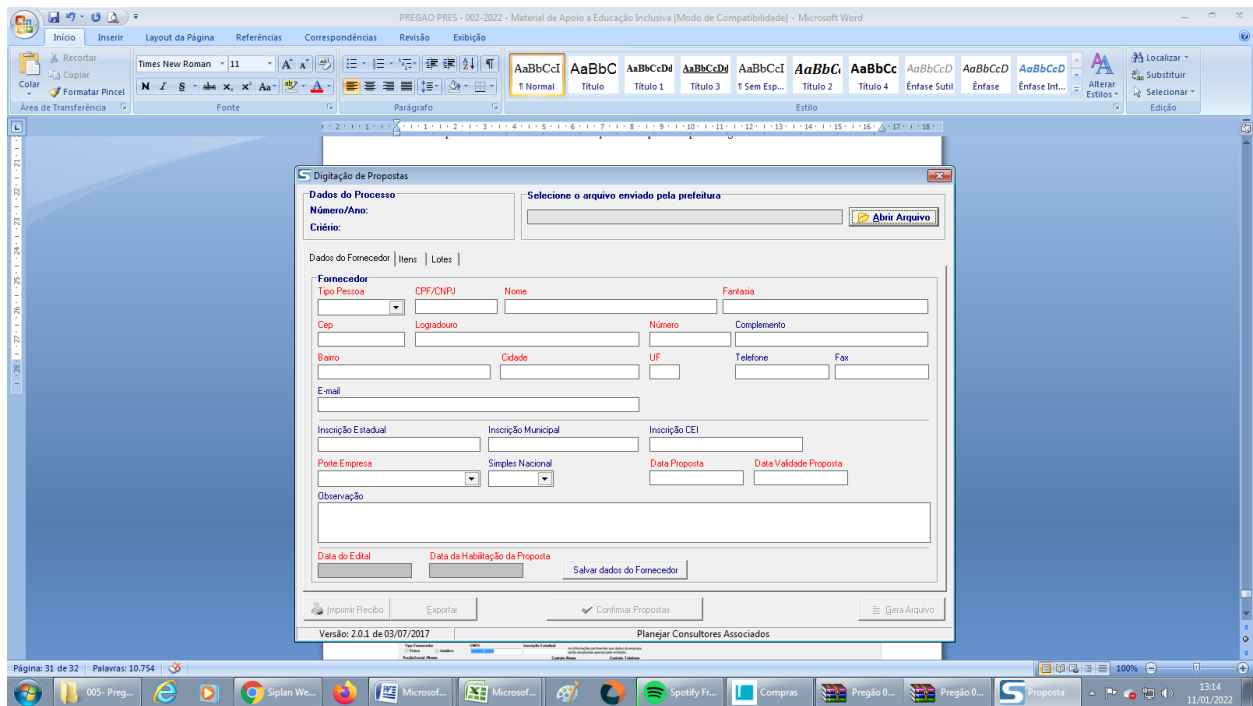 PREGAO PRES - 002-2022 - Material de Apoio a Educação Inclusiva [Modo de Compatibilidade] - Microsoft Word
Início Inserir Layout da Página Referências Correspondências Revisão Exibição
Colar
Recortar
Copiar
Formatar Pincel
Área de Transferência
Times New Roman 11
N I S abc x, x² Aa
Fonte
Parágrafo
AaBbCcI AaBbC AaBbCcDd AaBbCcDd AaBbCcI AaBbC AaBbCc AaBbCcD AaBbCcD AaBbCcD
¶ Normal Título Título 1 Título 3 ¶ Sem Esp... Título 2 Título 4 Ênfase Sutil Ênfase Ênfase Int...
Estilo
Alterar Estilos
Localizar
Substituir
Selecionar
Edição
Digitação de Propostas
Dados do Processo
Número/Ano:
Criério:
Selecione o arquivo enviado pela prefeitura
Abrir Arquivo
Dados do Fornecedor Itens Lotes
Fornecedor
Tipo Pessoa CPF/CNPJ Nome Fantasia
Cep Logradouro Número Complemento
Bairro Cidade UF Telefone Fax
E-mail
Inscrição Estadual Inscrição Municipal Inscrição CEI
Porte Empresa Simples Nacional Data Proposta Data Validade Proposta
Observação
Data do Edital Data da Habilitação da Proposta
Salvar dados do Fornecedor
Imprimir Recibo Exportar Confirmar Propostas Gera Arquivo
Versão: 2.0.1 de 03/07/2017 Planejar Consultores Associados
Página: 31 de 32 Palavras: 10.754 100%
005- Preg... Siplan We... Microsof... Microsof... Spotify Fr... Compras Pregão 0... Pregão 0... Proposta
13:14
11/01/2022